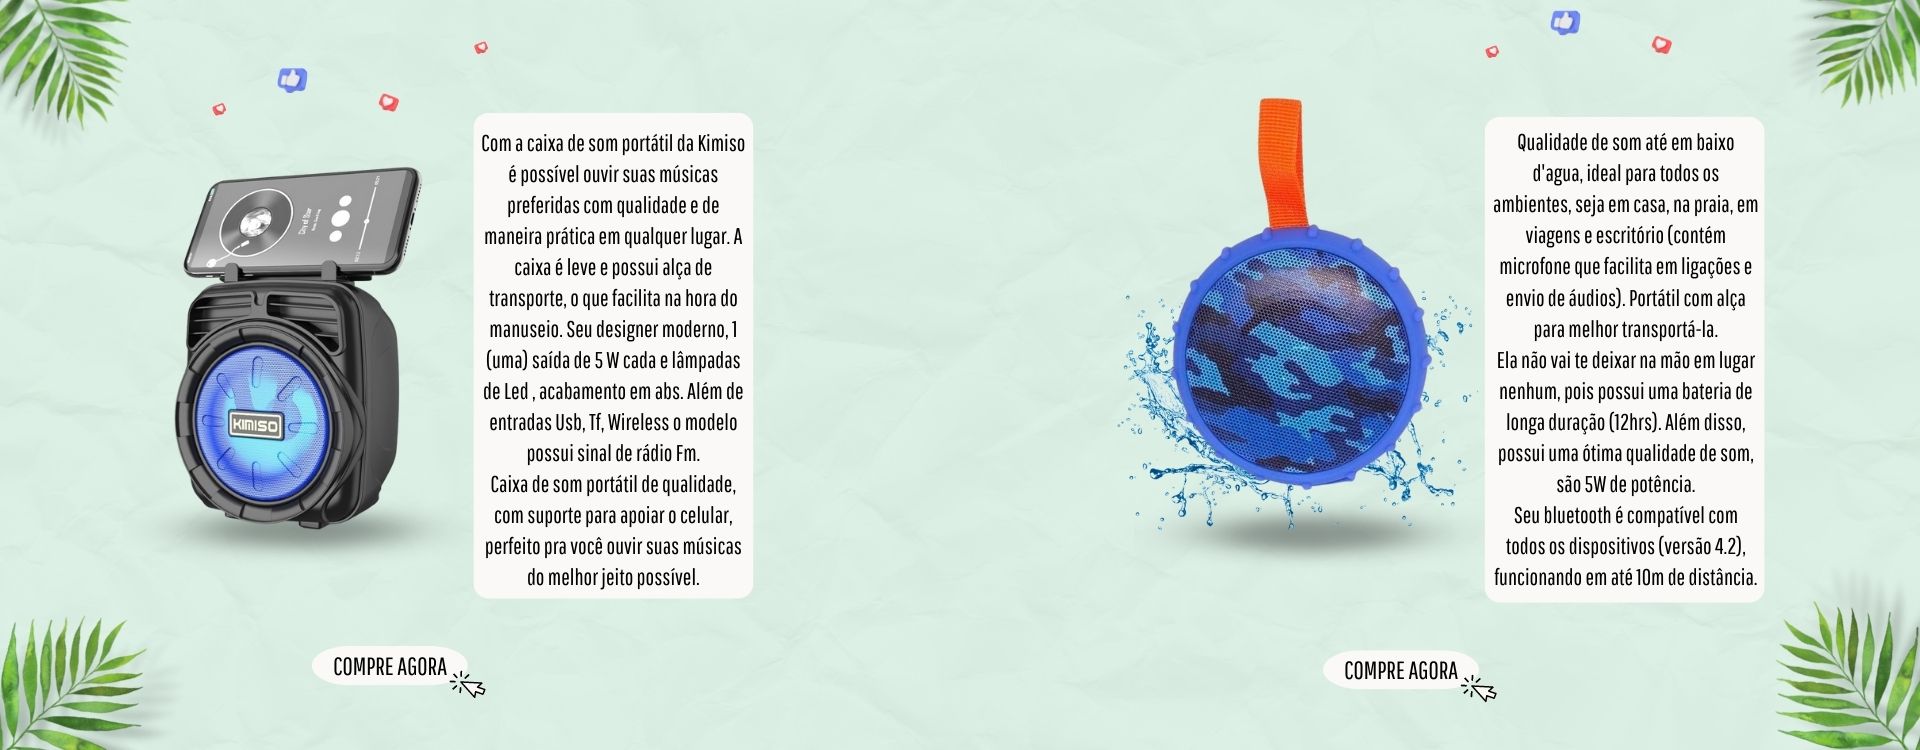 Com a caixa de som portátil da Kimiso
é possível ouvir suas músicas
preferidas com qualidade e de
maneira prática em qualquer lugar. A
caixa é leve e possui alça de
transporte, o que facilita na hora do
manuseio. Seu designer moderno, 1
(uma) saída de 5 W cada e lâmpadas
de Led , acabamento em abs. Além de
entradas Usb, Tf, Wireless o modelo
possui sinal de rádio Fm.
Caixa de som portátil de qualidade,
com suporte para apoiar o celular,
perfeito pra você ouvir suas músicas
do melhor jeito possível.
KIMISO
COMPRE AGORA
Qualidade de som até em baixo
d'agua, ideal para todos os
ambientes, seja em casa, na praia, em
viagens e escritório (contém
microfone que facilita em ligações e
envio de áudios). Portátil com alça
para melhor transportá-la.
Ela não vai te deixar na mão em lugar
nenhum, pois possui uma bateria de
longa duração (12hrs). Além disso,
possui uma ótima qualidade de som,
são 5W de potência.
Seu bluetooth é compatível com
todos os dispositivos (versão 4.2),
funcionando em até 10m de distância.
COMPRE AGORA